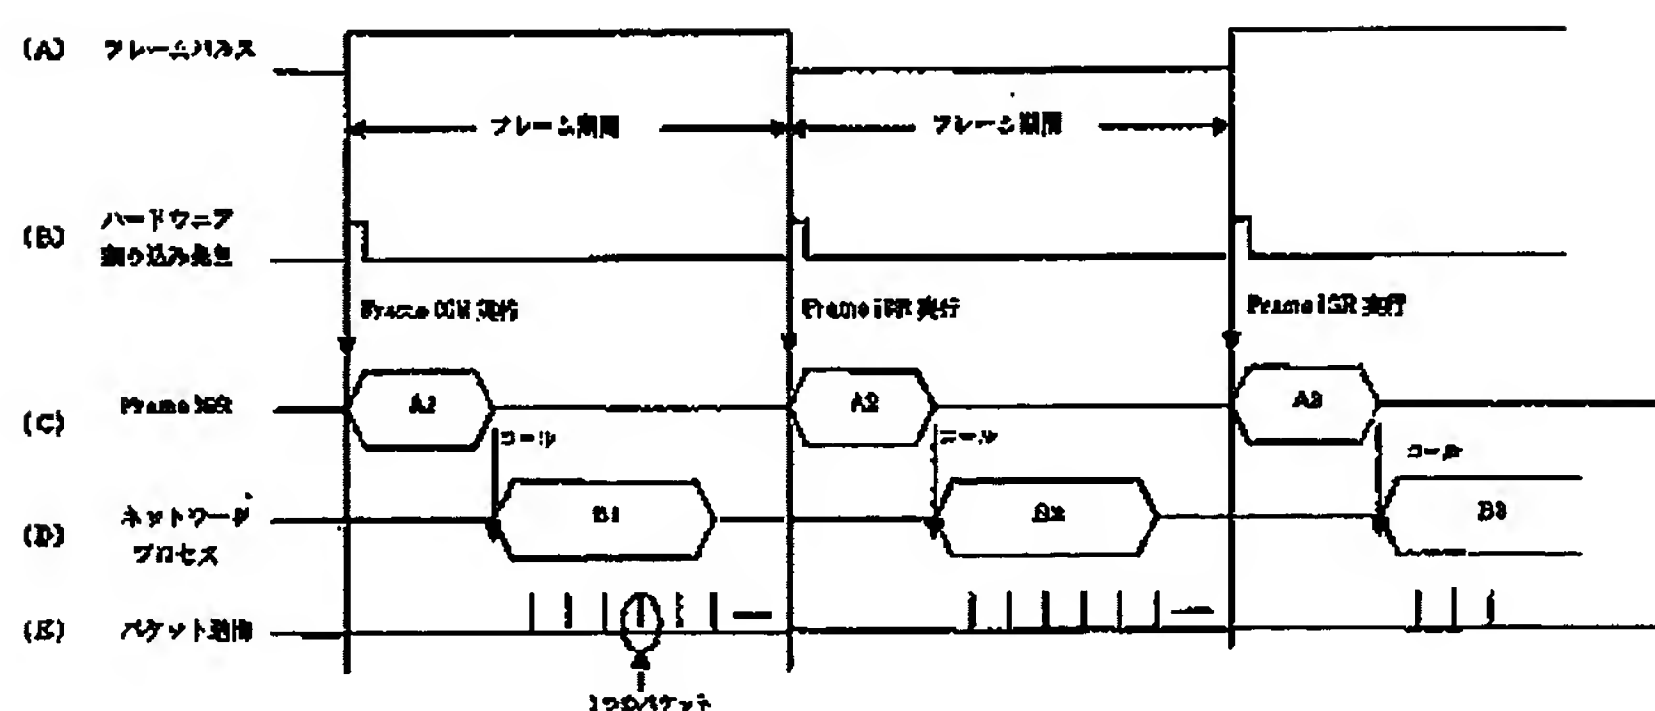 (A) フレームパルス
フレーム期間 フレーム期間
(B) ハードウェア
割り込み発生
Frame ISR 実行 Frame ISR 実行 Frame ISR 実行
(C) Frame ISR A1 A2 A3
コール コール コール
(D) ネットワーク
プロセス B1 B2 B3
(E) パケット送信
1つのパケット